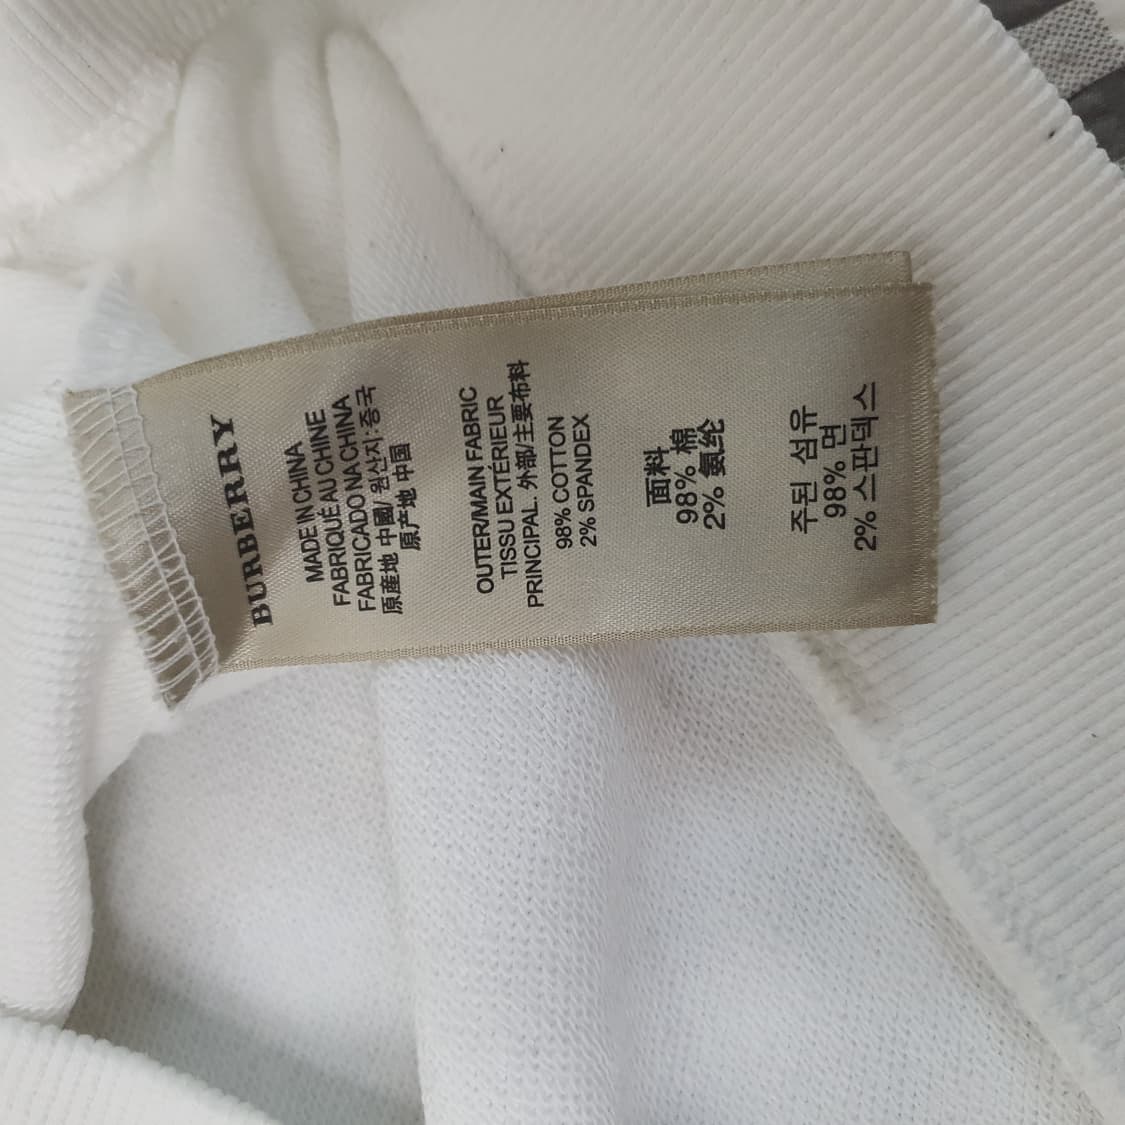 BURBERRY
MADE IN CHINA
FABRIQUÉ AU CHINE
FABRICADO NA CHINA
原産地 中國/ 원산지:중국
原产地 中国
OUTER/MAIN FABRIC
TISSU EXTÉRIEUR
PRINCIPAL. 外部/主要布料
98% COTTON
2% SPANDEX
面料
98% 棉
2% 氨纶
주된 섬유
98% 면
2% 스판덱스